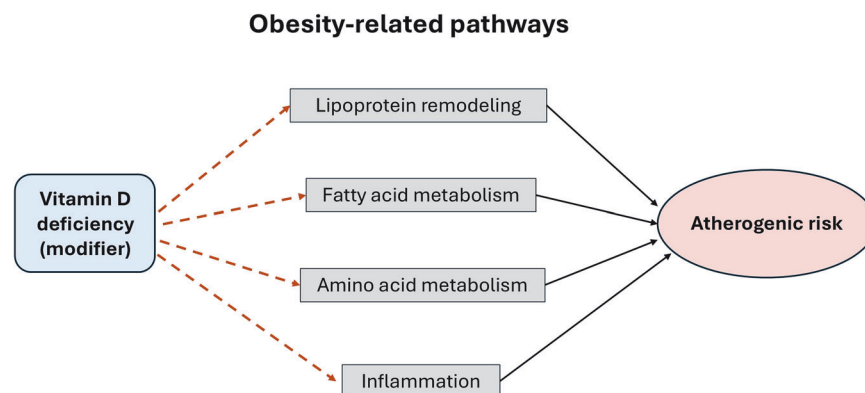 Obesity-related pathways
Lipoprotein remodeling
Vitamin D
deficiency
(modifier)
Fatty acid metabolism
Atherogenic risk
Amino acid metabolism
Inflammation